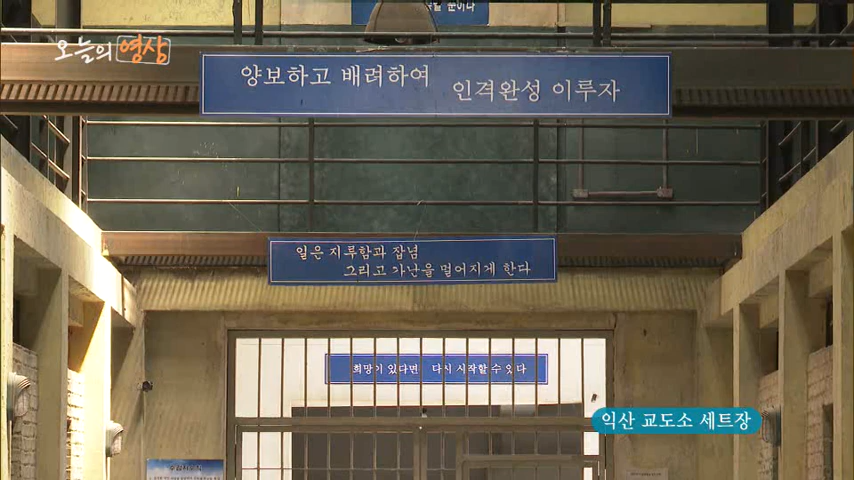 오늘의 영상
양보하고 배려하여 인격완성 이루자
일은 지루함과 잡념
그리고 가난을 멀어지게 한다
희망이 있다면 다시 시작할 수 있다
익산 교도소 세트장